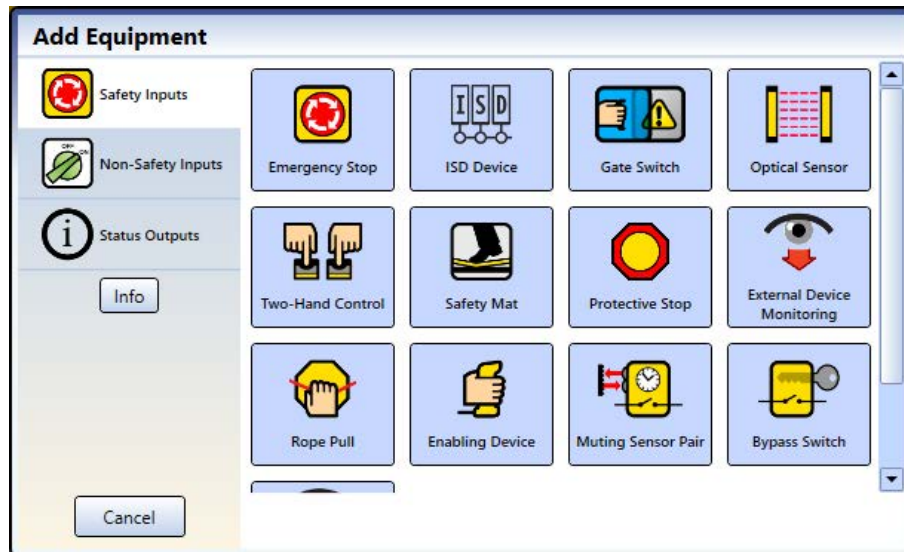 Add Equipment
Safety Inputs
OFF
ON
Non-Safety Inputs
i
Status Outputs
Info
Cancel
Emergency Stop
I S D
ISD Device
Gate Switch
Optical Sensor
Two-Hand Control
Safety Mat
Protective Stop
External Device
Monitoring
Rope Pull
Enabling Device
Muting Sensor Pair
Bypass Switch